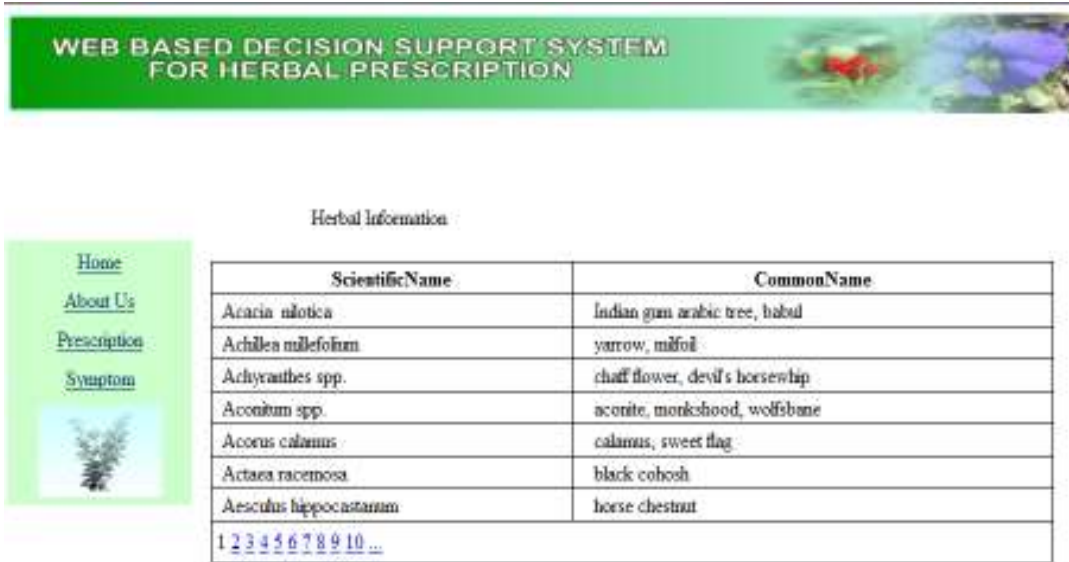 WEB BASED DECISION SUPPORT SYSTEM
FOR HERBAL PRESCRIPTION
Herbal Information
Home
About Us
Prescription
Symptom
ScientificName CommonName
Acacia nilotica Indian gum arabic tree, babul
Achillea millefolium yarrow, milfoil
Achyranthes spp. chaff flower, devil's horsewhip
Aconitum spp. aconite, monkshood, wolfsbane
Acorus calamus calamus, sweet flag
Actaea racemosa black cohosh
Aesculus hippocastanum horse chestnut
1 2 3 4 5 6 7 8 9 10 ...